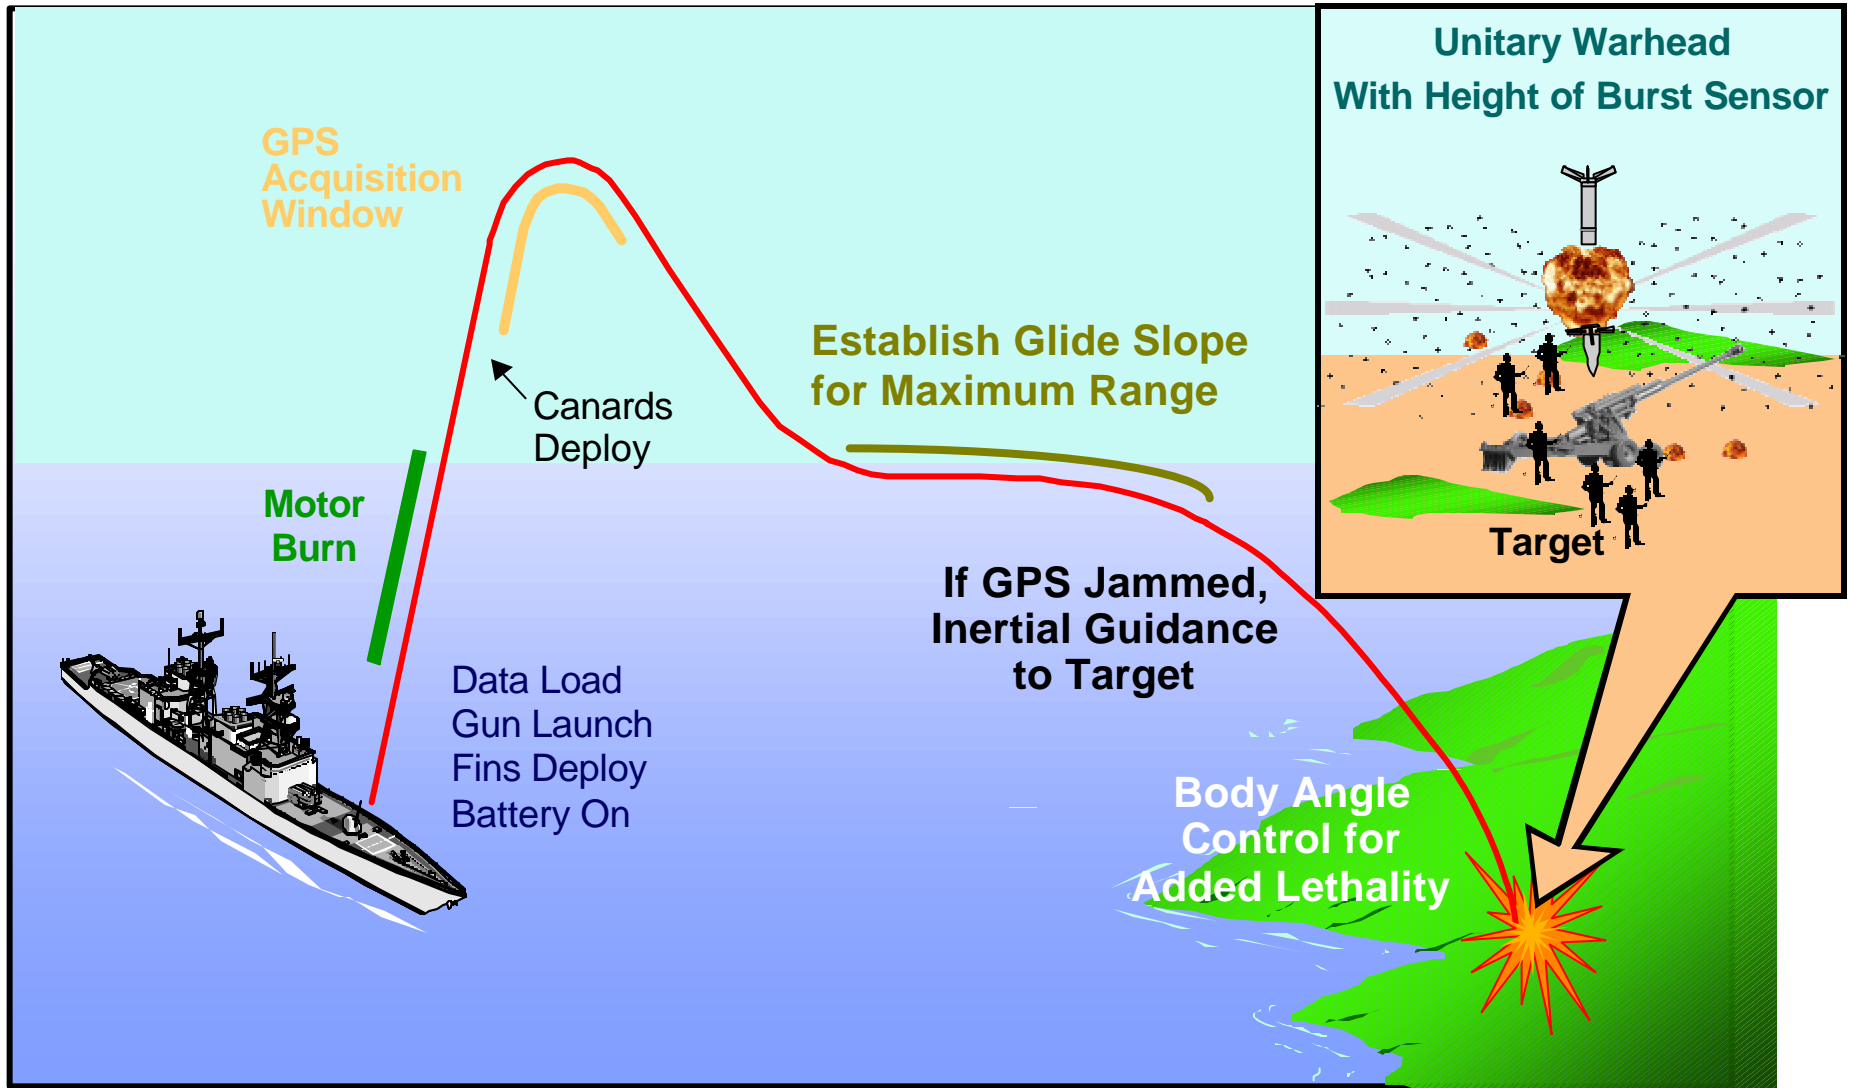 Unitary Warhead
With Height of Burst Sensor
GPS
Acquisition
Window
Establish Glide Slope
for Maximum Range
Canards
Deploy
Motor
Burn
Target
If GPS Jammed,
Inertial Guidance
to Target
Data Load
Gun Launch
Fins Deploy
Battery On
Body Angle
Control for
Added Lethality